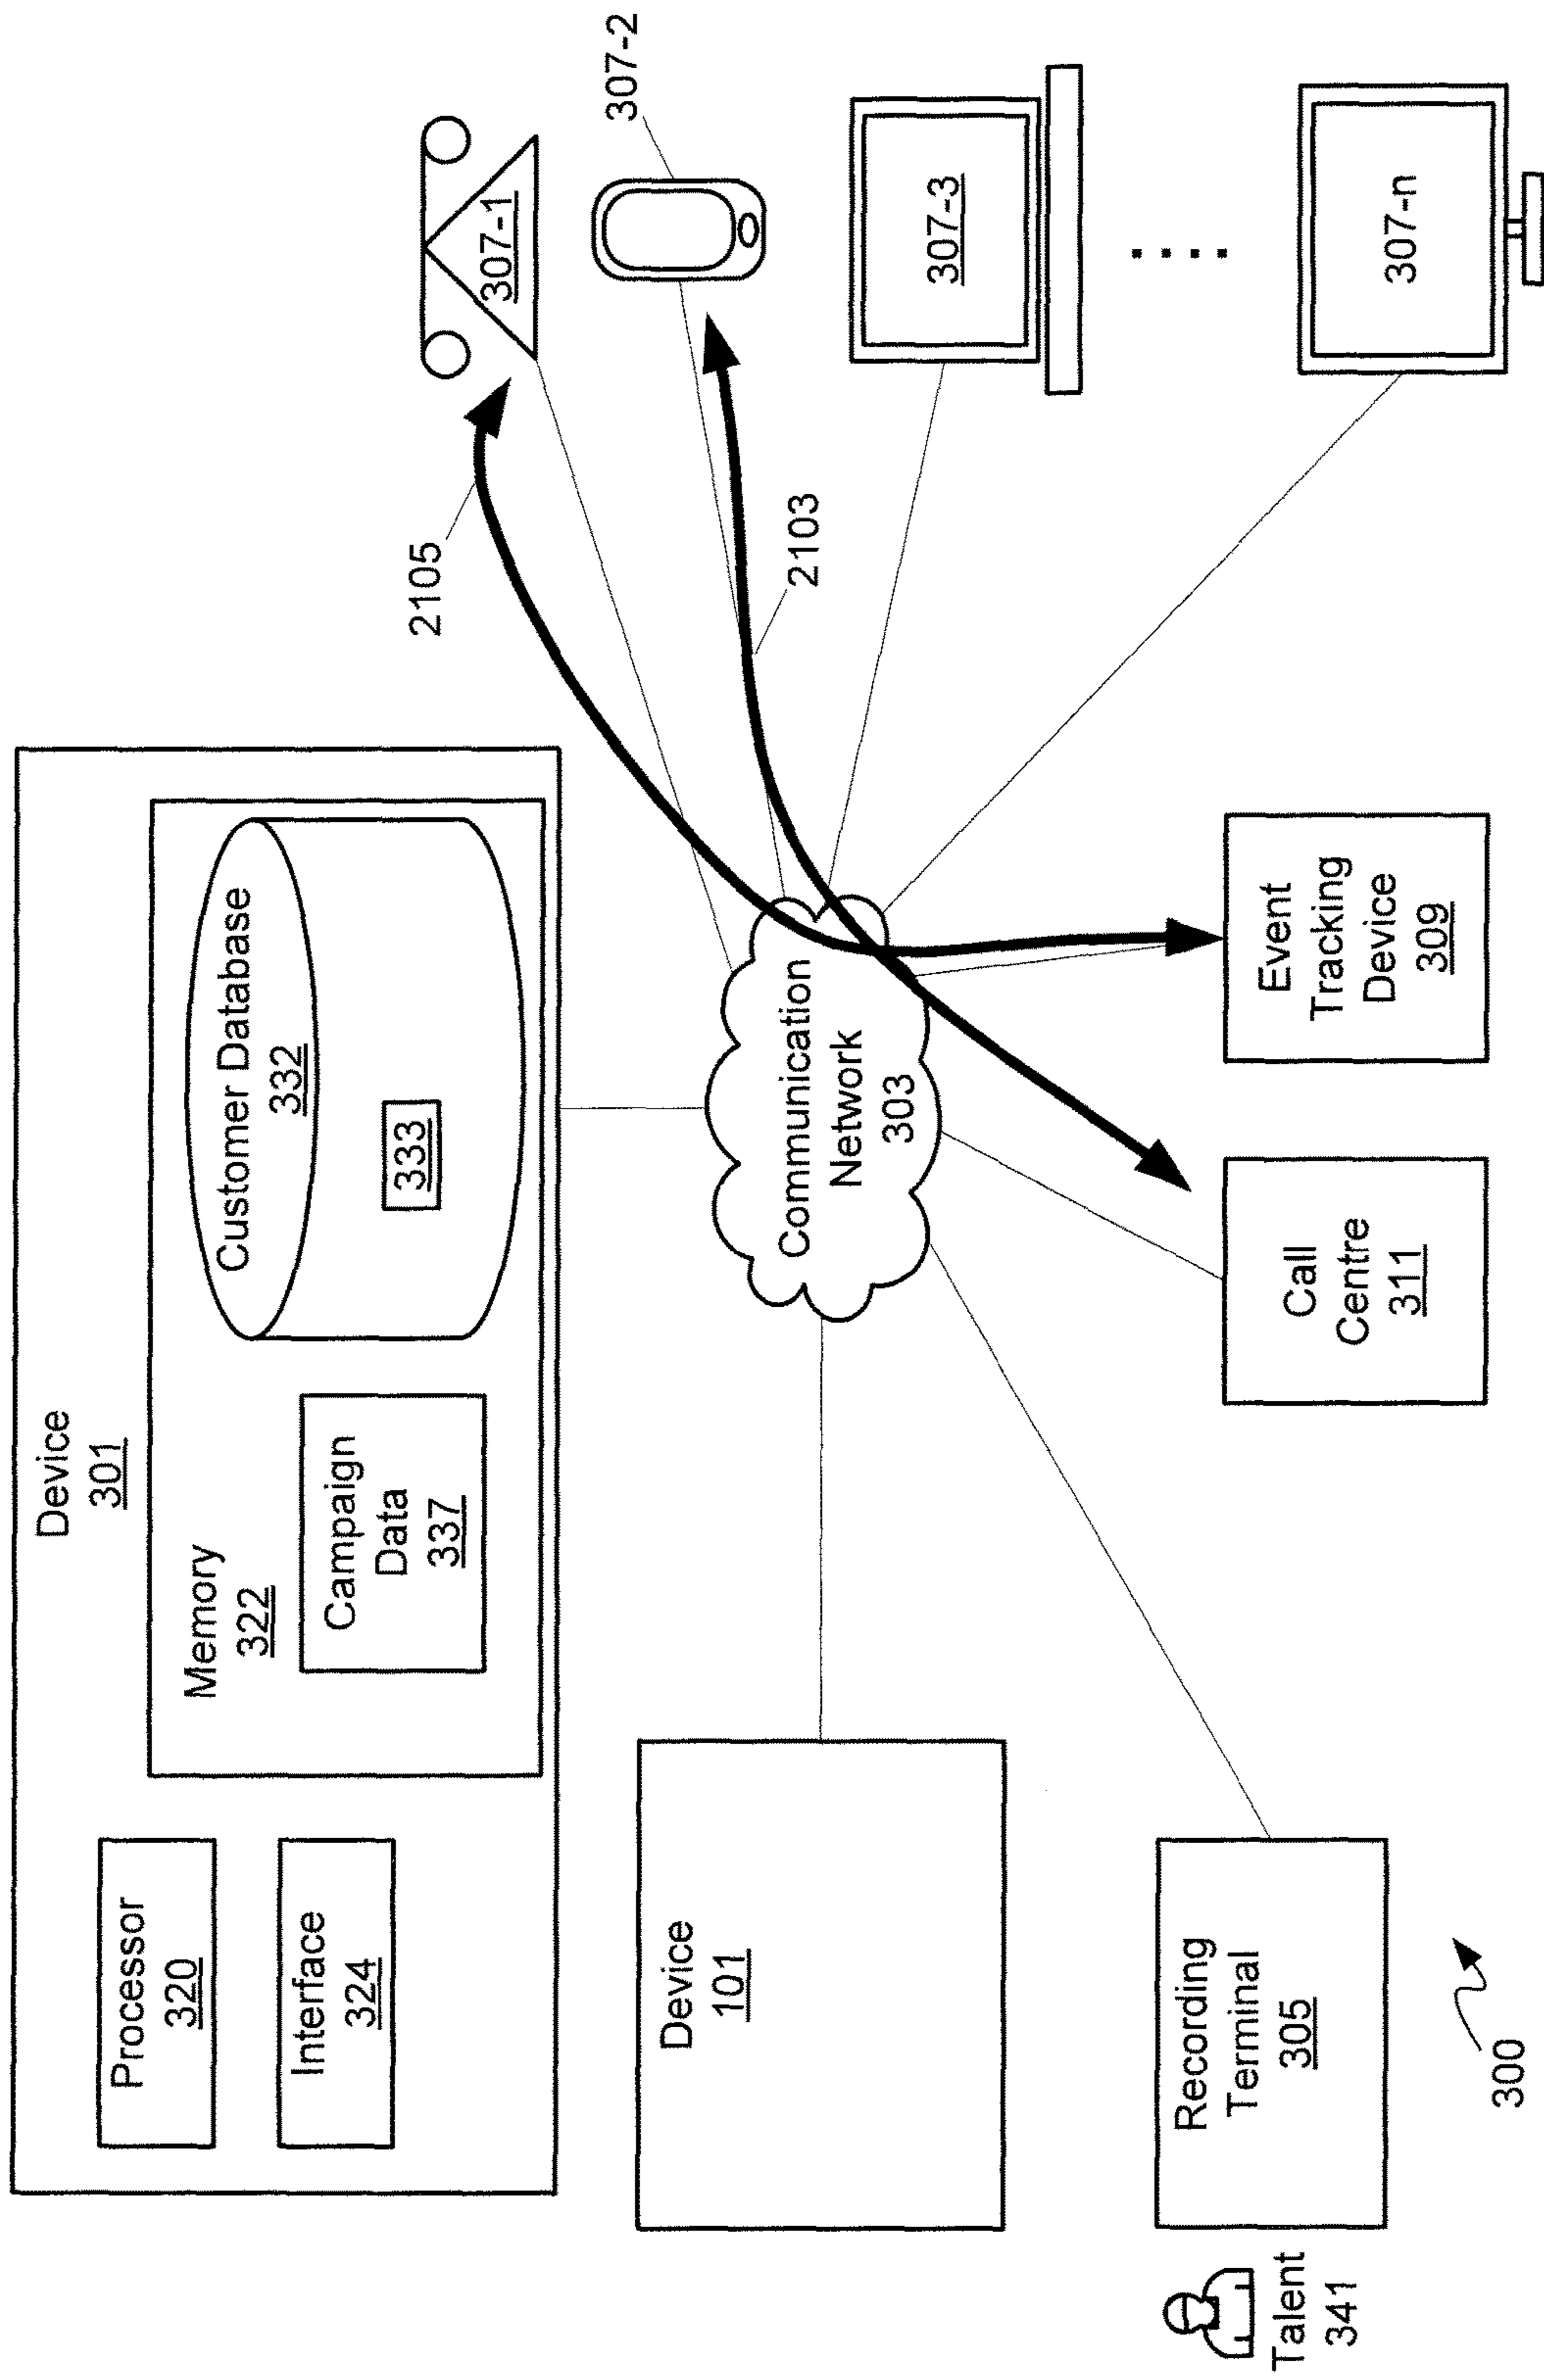 Device
301
Processor
320
Interface
324
Memory
322
Campaign
Data
337
Customer Database
332
333
Device
101
Communication
Network
303
2105
2103
307-1
307-2
307-3
....
307-n
Talent
341
Recording
Terminal
305
Call
Centre
311
Event
Tracking
Device
309
300